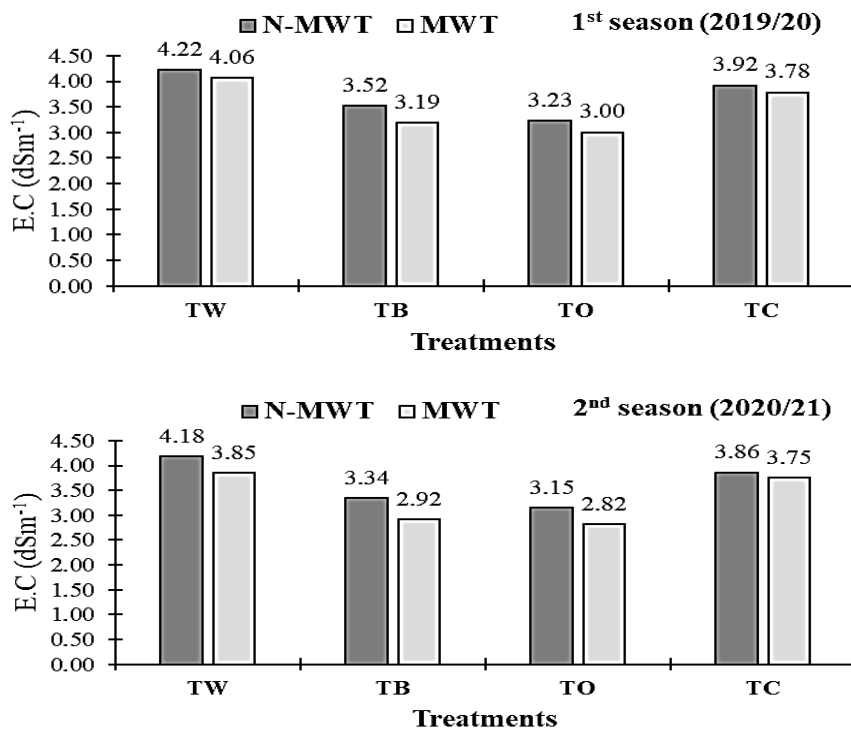 N-MWT MWT 1st season (2019/20)
4.50
4.00
3.50
3.00
2.50
2.00
1.50
1.00
0.50
0.00
E.C (dSm-1)
4.22 4.06 3.52 3.19 3.23 3.00 3.92 3.78
TW TB TO TC
Treatments
N-MWT MWT 2nd season (2020/21)
4.50
4.00
3.50
3.00
2.50
2.00
1.50
1.00
0.50
0.00
E.C (dSm-1)
4.18 3.85 3.34 2.92 3.15 2.82 3.86 3.75
TW TB TO TC
Treatments